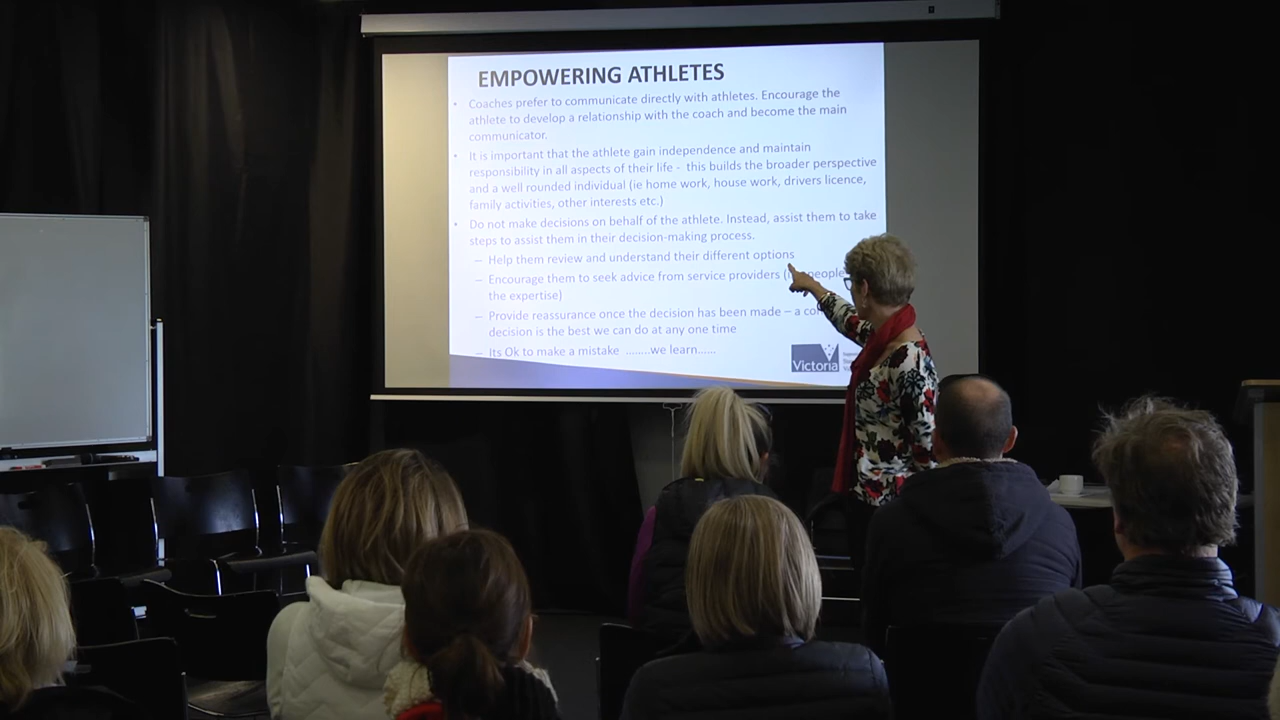 EMPOWERING ATHLETES
• Coaches prefer to communicate directly with athletes. Encourage the
athlete to develop a relationship with the coach and become the main
communicator.
• It is important that the athlete gain independence and maintain
responsibility in all aspects of their life - this builds the broader perspective
and a well rounded individual (ie home work, house work, drivers licence,
family activities, other interests etc.)
• Do not make decisions on behalf of the athlete. Instead, assist them to take
steps to assist them in their decision-making process.
– Help them review and understand their different options
– Encourage them to seek advice from service providers ( people
the expertise)
– Provide reassurance once the decision has been made – a
decision is the best we can do at any one time
– Its Ok to make a mistake ........we learn......
Victoria